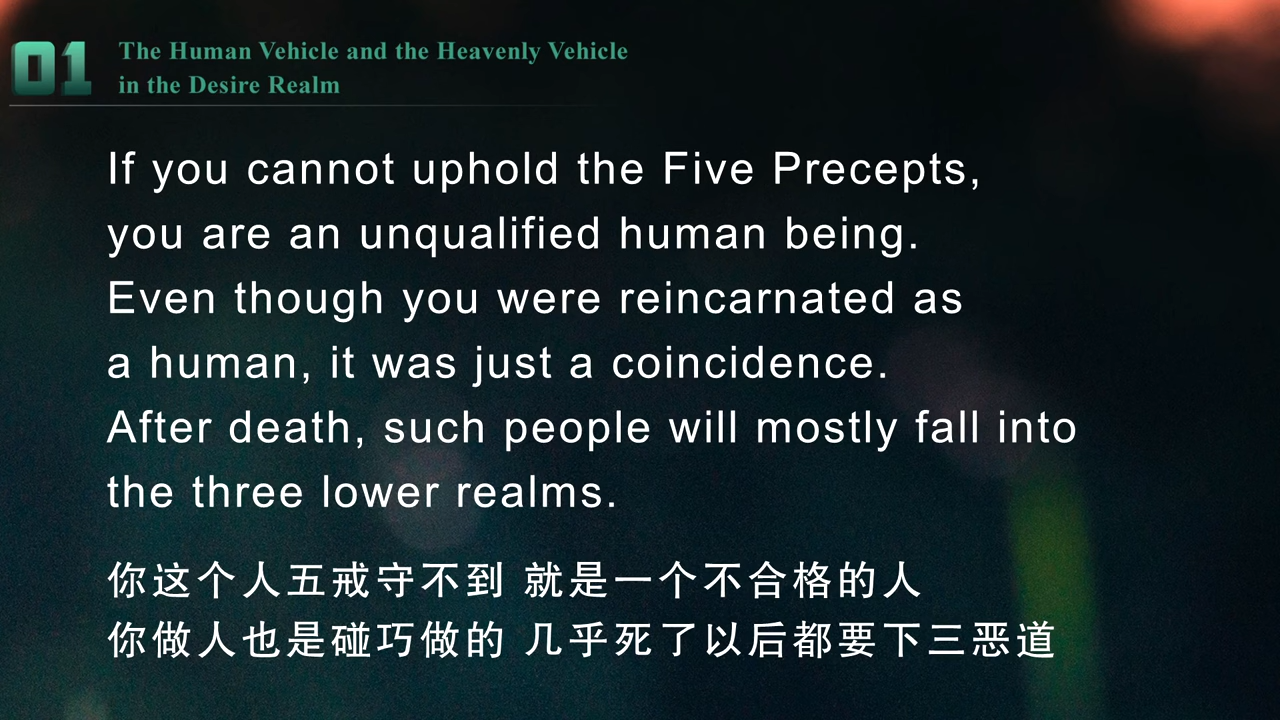 01
The Human Vehicle and the Heavenly Vehicle
in the Desire Realm
If you cannot uphold the Five Precepts,
you are an unqualified human being.
Even though you were reincarnated as
a human, it was just a coincidence.
After death, such people will mostly fall into
the three lower realms.
你这个人五戒守不到 就是一个不合格的人
你做人也是碰巧做的 几乎死了以后都要下三恶道